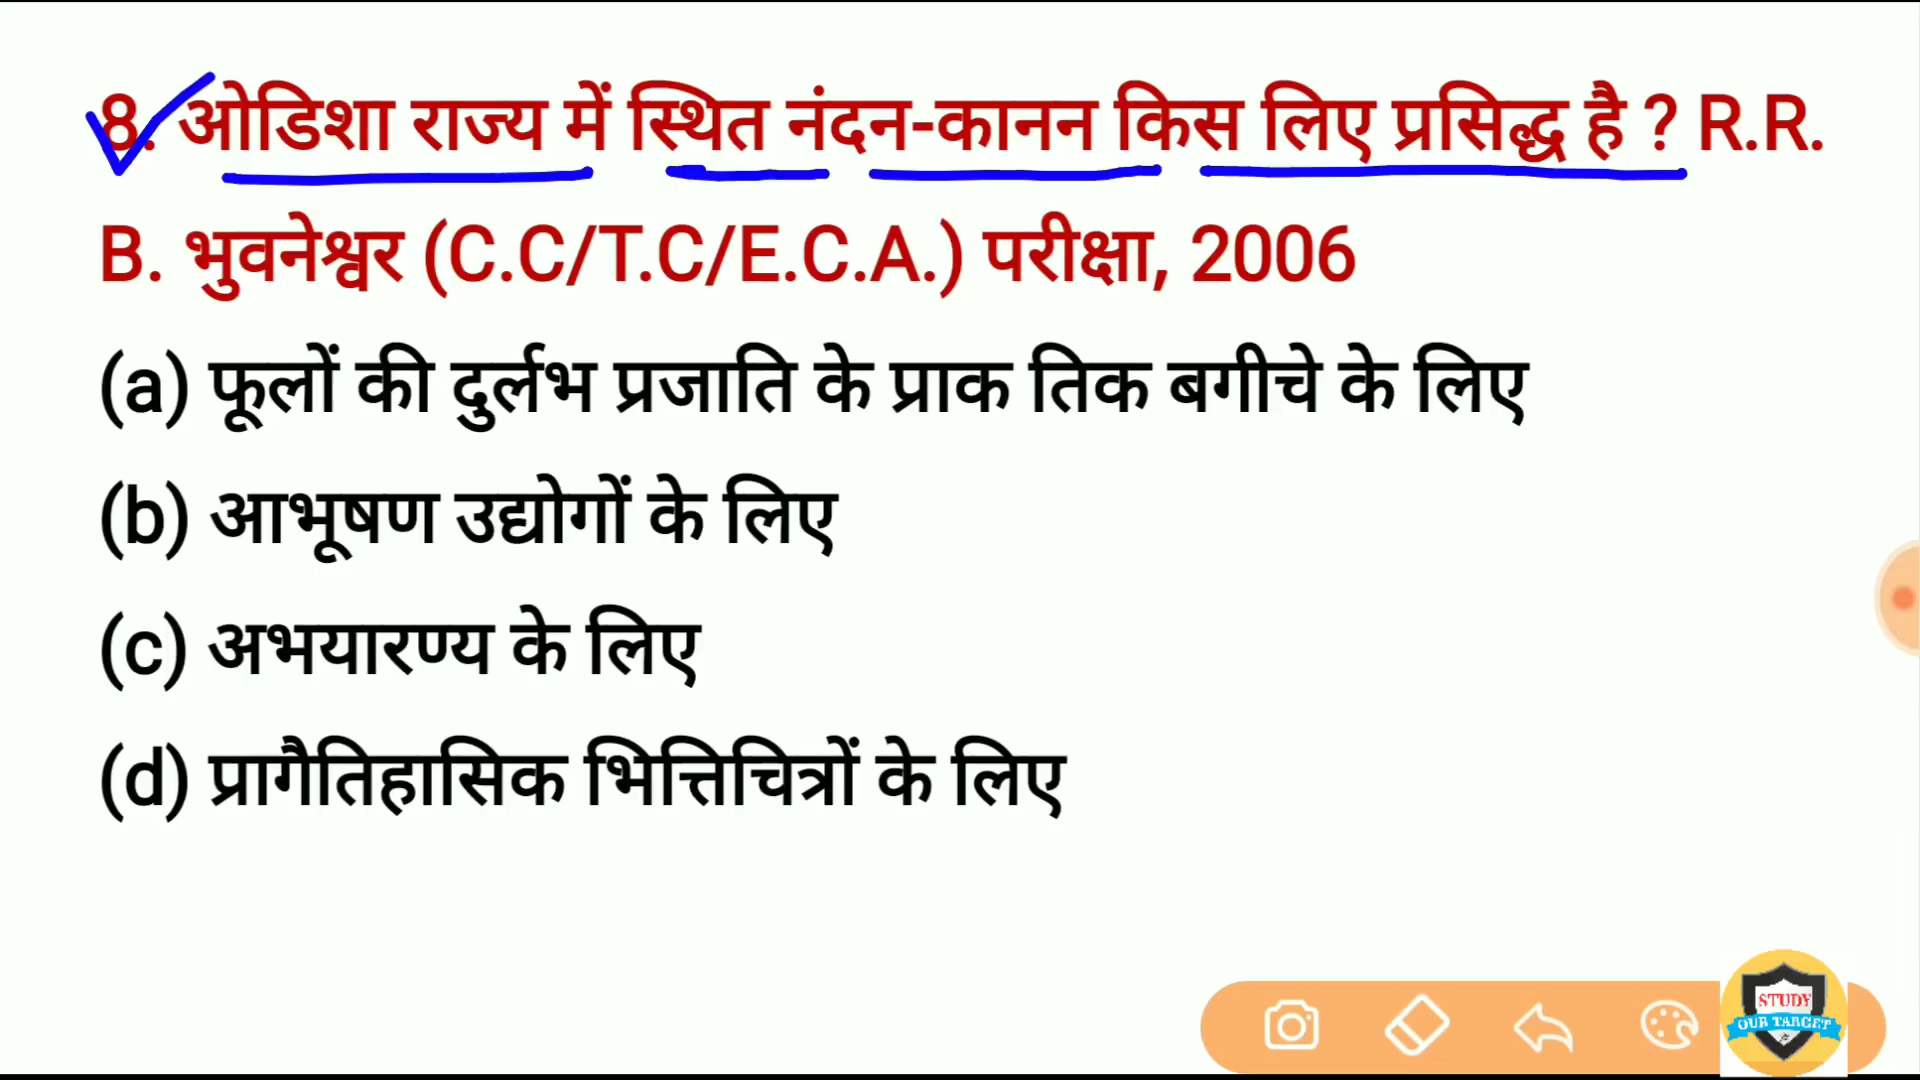 8. ओडिशा राज्य में स्थित नंदन-कानन किस लिए प्रसिद्ध है ? R.R.
B. भुवनेश्वर (C.C/T.C/E.C.A.) परीक्षा, 2006
(a) फूलों की दुर्लभ प्रजाति के प्राक तिक बगीचे के लिए
(b) आभूषण उद्योगों के लिए
(c) अभयारण्य के लिए
(d) प्रागैतिहासिक भित्तिचित्रों के लिए
STUDY
OUR TARGET